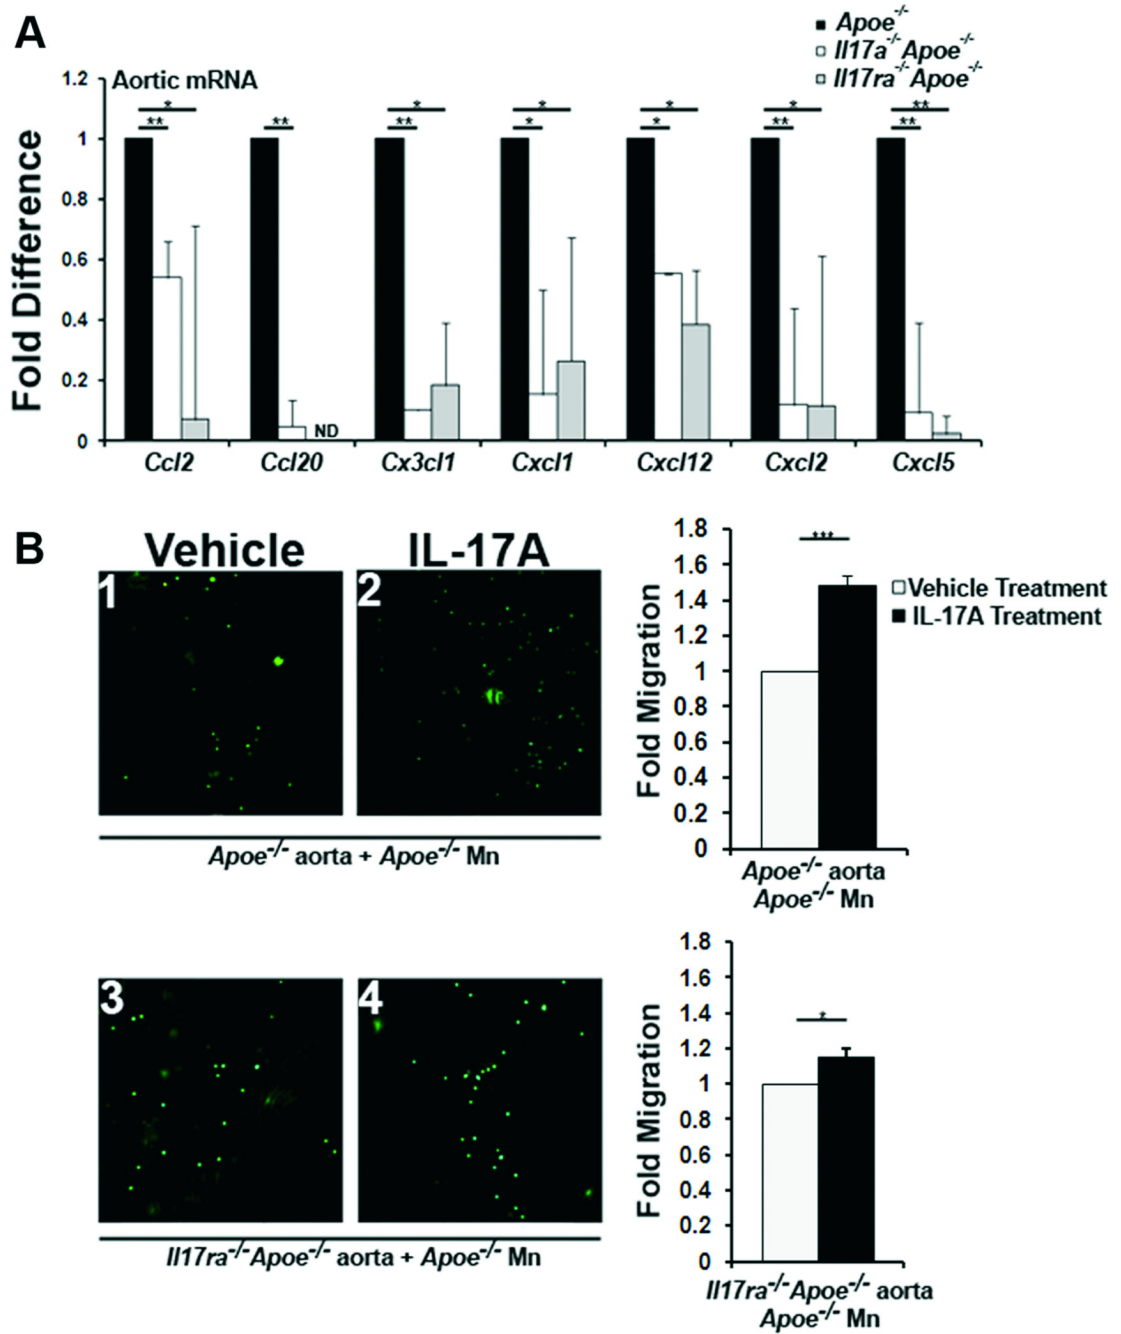 A
Apoe-/-
Il17a-/-Apoe-/-
Il17ra-/-Apoe-/-
Aortic mRNA
Fold Difference
1.2
1
0.8
0.6
0.4
0.2
0
* ** ** * ** * * * * * ** ** **
ND
Ccl2 Ccl20 Cx3cl1 Cxcl1 Cxcl12 Cxcl2 Cxcl5
B
Vehicle IL-17A
1 2
Apoe-/- aorta + Apoe-/- Mn
Fold Migration
1.8
1.6
1.4
1.2
1
0.8
0.6
0.4
0.2
0
***
Vehicle Treatment
IL-17A Treatment
Apoe-/- aorta
Apoe-/- Mn
3 4
Il17ra-/-Apoe-/- aorta + Apoe-/- Mn
Fold Migration
1.8
1.6
1.4
1.2
1
0.8
0.6
0.4
0.2
0
*
Il17ra-/-Apoe-/- aorta
Apoe-/- Mn